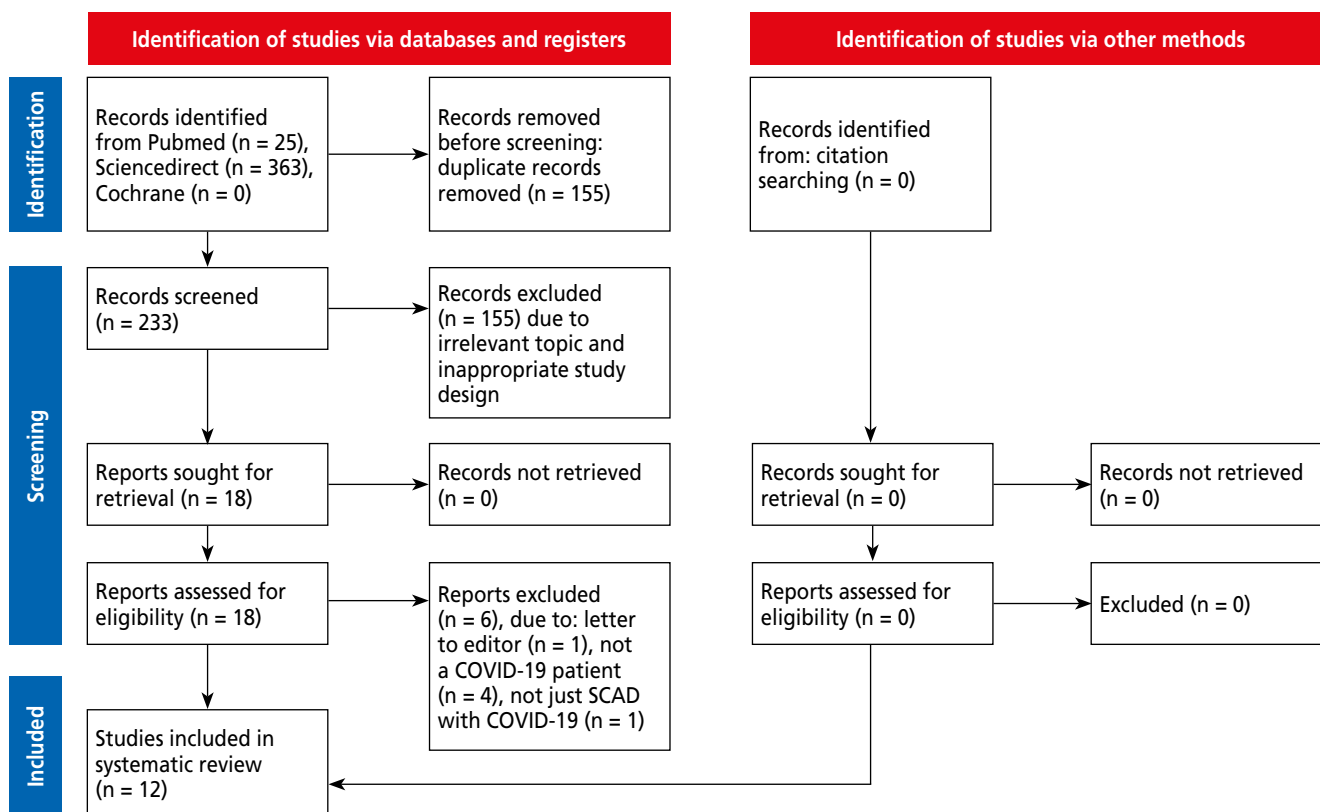 Identification of studies via databases and registers
Identification of studies via other methods
Identification
Records identified
from Pubmed (n = 25),
Sciencedirect (n = 363),
Cochrane (n = 0)
Records removed
before screening:
duplicate records
removed (n = 155)
Records identified
from: citation
searching (n = 0)
Screening
Records screened
(n = 233)
Records excluded
(n = 155) due to
irrelevant topic and
inappropriate study
design
Reports sought for
retrieval (n = 18)
Records not retrieved
(n = 0)
Records sought for
retrieval (n = 0)
Records not retrieved
(n = 0)
Reports assessed for
eligibility (n = 18)
Reports excluded
(n = 6), due to: letter
to editor (n = 1), not
a COVID-19 patient
(n = 4), not just SCAD
with COVID-19 (n = 1)
Reports assessed for
eligibility (n = 0)
Excluded (n = 0)
Included
Studies included in
systematic review
(n = 12)